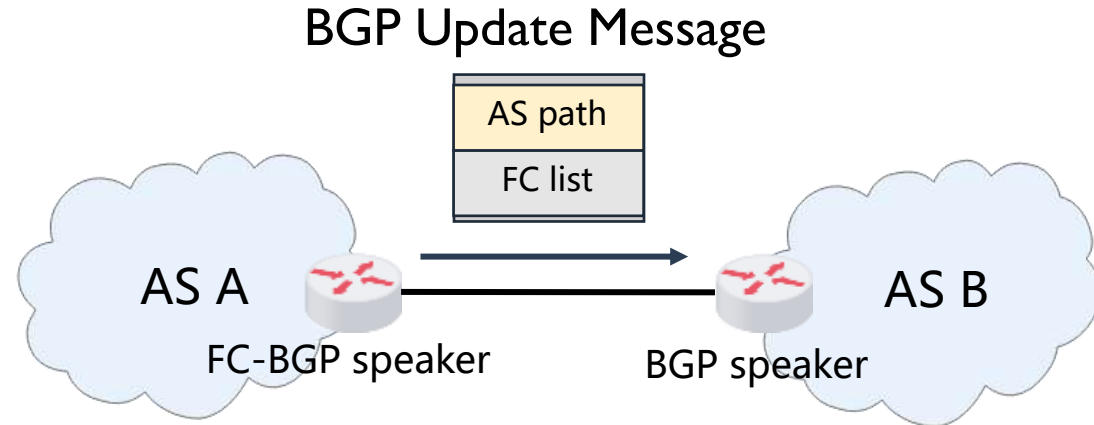 BGP Update Message
AS path
FC list
AS A
AS B
FC-BGP speaker
BGP speaker